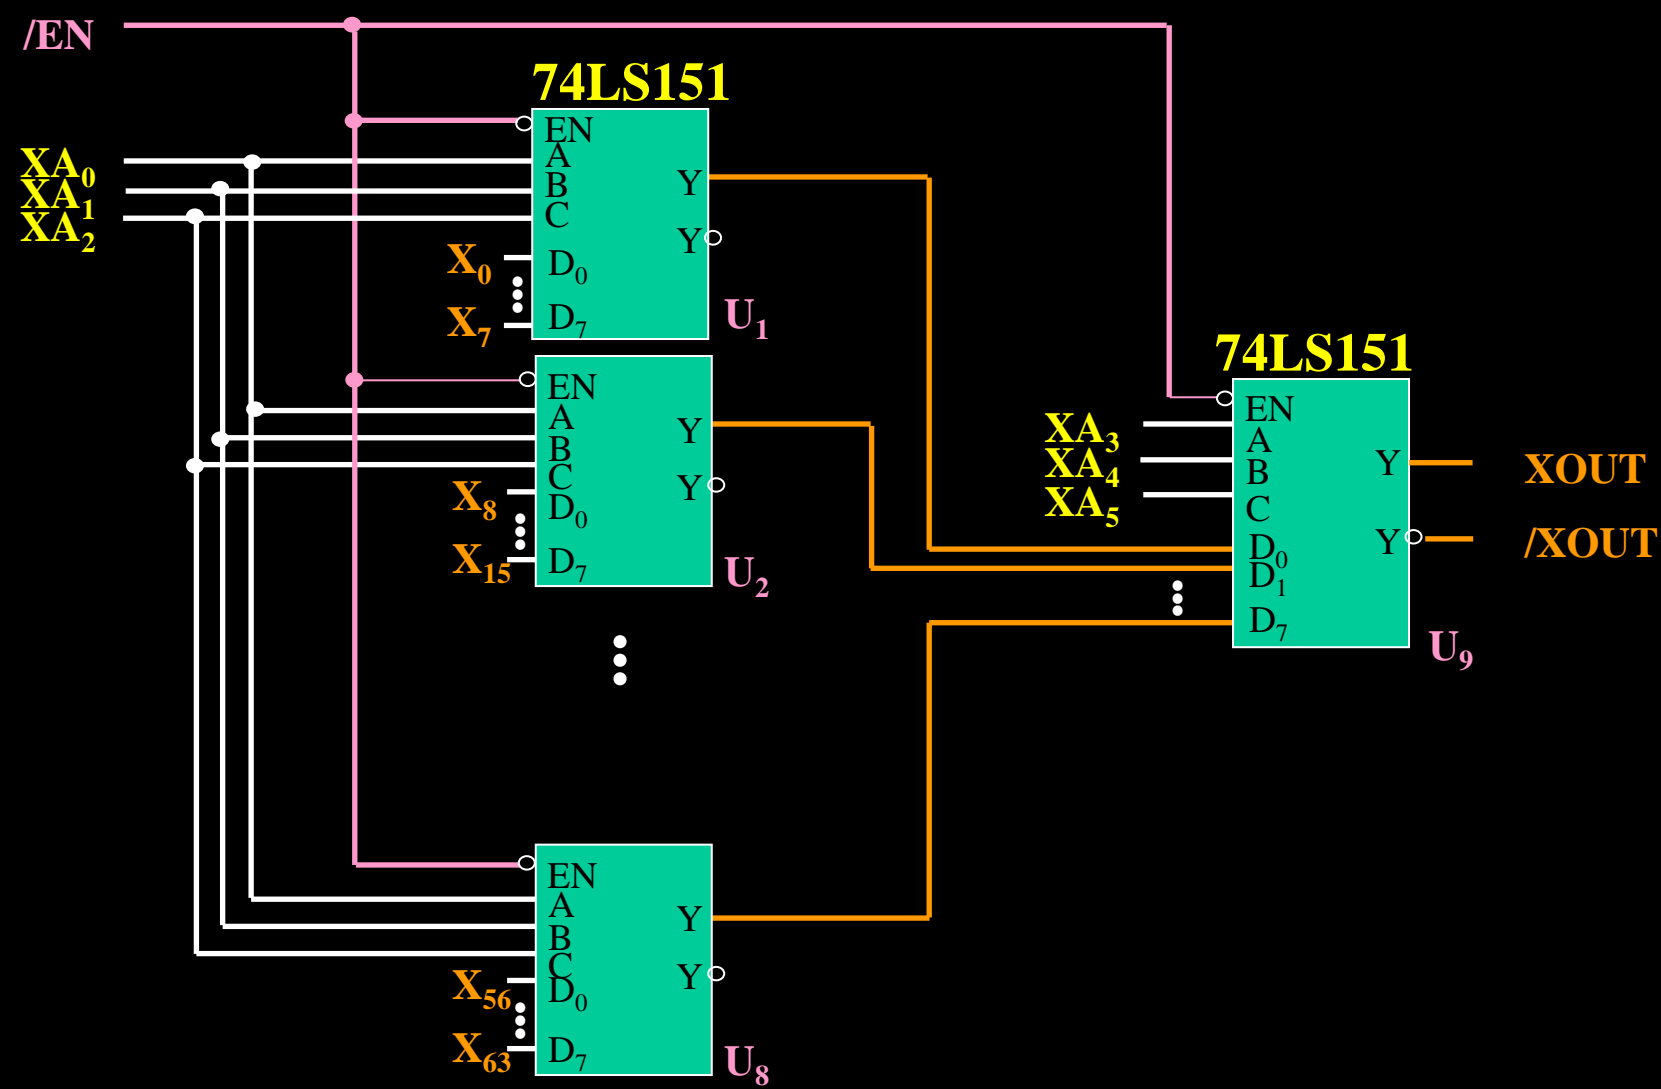 /EN
74LS151
XA₀
XA₁
XA₂
EN
A
B
C
Y
Y
X₀ D₀
X₇ D₇
U₁
EN
A
B
C
Y
Y
X₈ D₀
X₁₅ D₇
U₂
74LS151
XA₃
XA₄
XA₅
EN
A
B
C
D₀
D₁
D₇
Y XOUT
Y /XOUT
U₉
EN
A
B
C
Y
Y
X₅₆ D₀
X₆₃ D₇
U₈